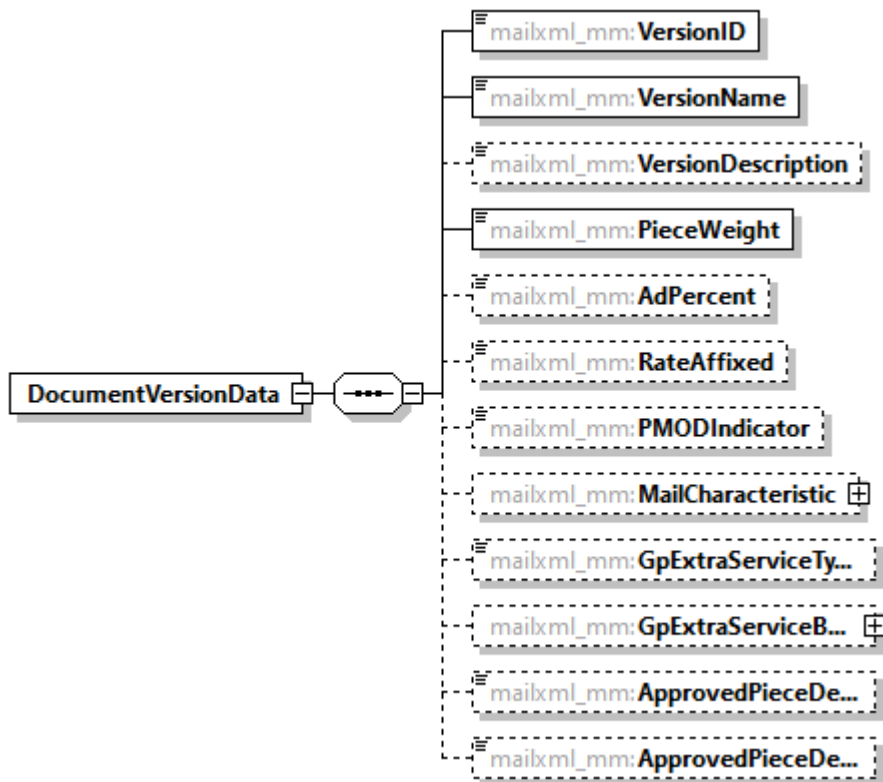 mailxml_mm:VersionID
mailxml_mm:VersionName
mailxml_mm:VersionDescription
mailxml_mm:PieceWeight
mailxml_mm:AdPercent
mailxml_mm:RateAffixed
DocumentVersionData
mailxml_mm:PMODIndicator
mailxml_mm:MailCharacteristic
mailxml_mm:GpExtraServiceTy...
mailxml_mm:GpExtraServiceB...
mailxml_mm:ApprovedPieceDe...
mailxml_mm:ApprovedPieceDe...